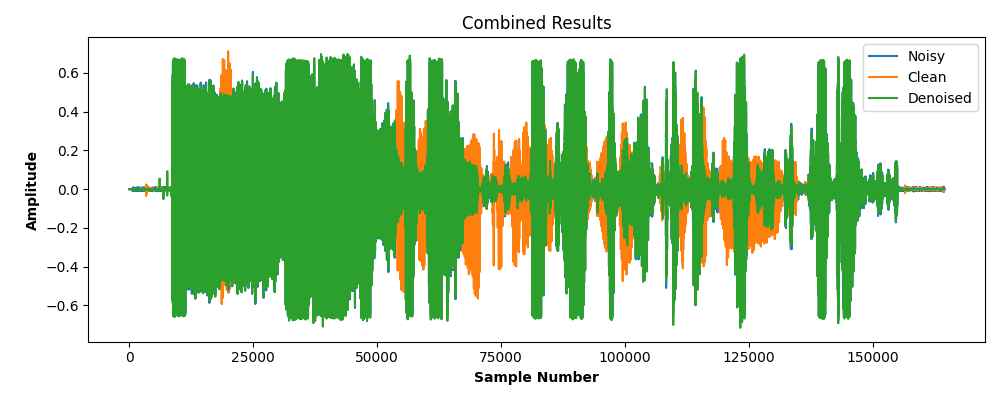 Combined Results
Noisy
Clean
Denoised
Amplitude
0.6
0.4
0.2
0.0
−0.2
−0.4
−0.6
0 25000 50000 75000 100000 125000 150000
Sample Number